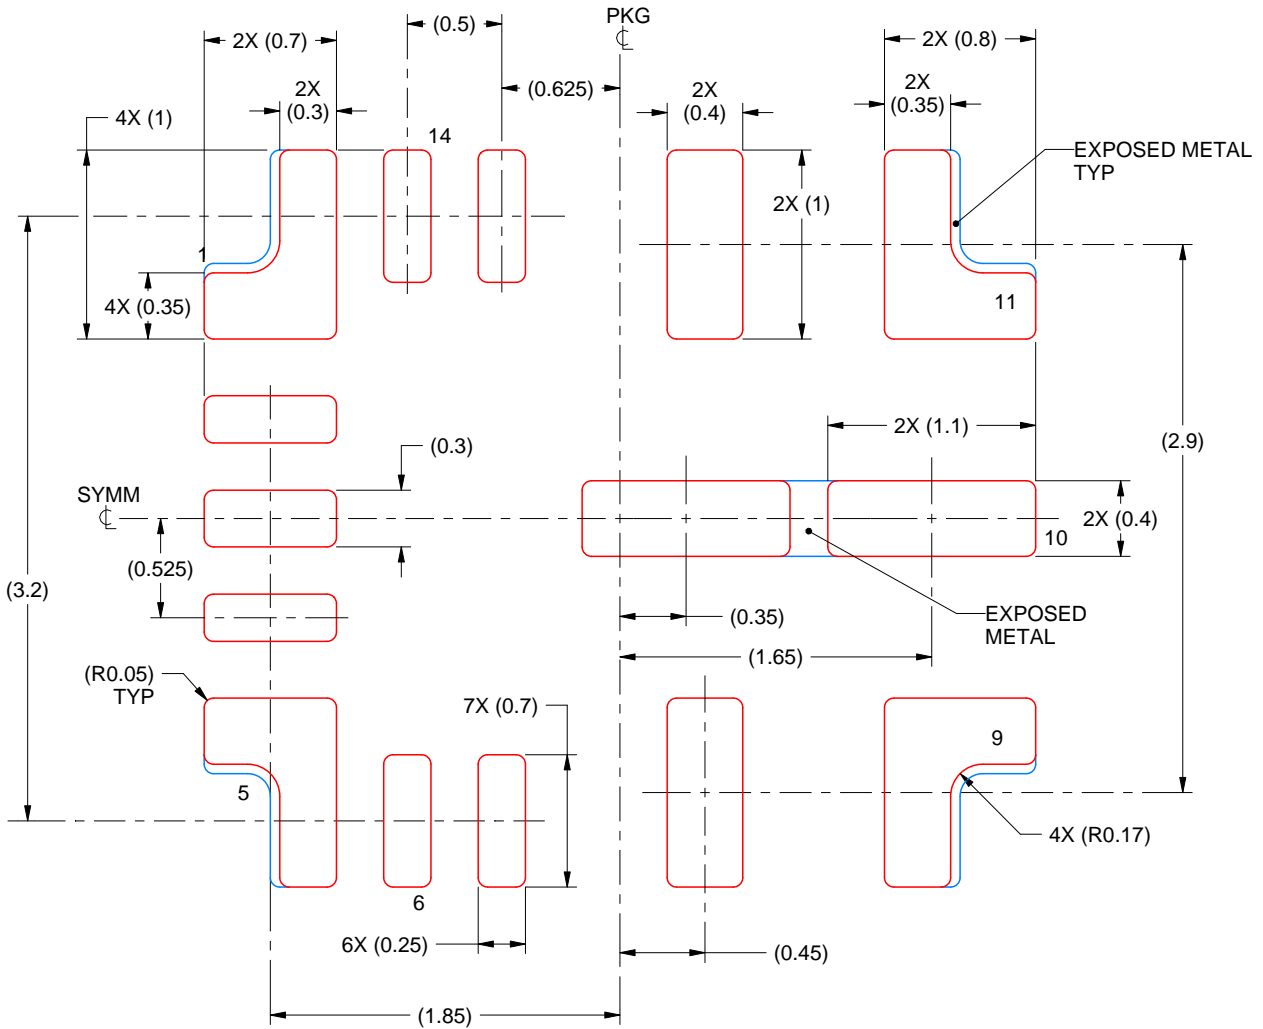 PKG
℄
(0.5)
2X (0.7)
2X (0.8)
2X
(0.3)
(0.625)
2X
(0.4)
2X
(0.35)
4X (1)
14
EXPOSED METAL
TYP
2X (1)
1
4X (0.35)
11
(0.3)
2X (1.1)
(2.9)
SYMM
℄
2X (0.4)
10
(0.525)
(3.2)
(0.35)
EXPOSED
METAL
(1.65)
(R0.05)
TYP
7X (0.7)
9
5
4X (R0.17)
6
6X (0.25)
(0.45)
(1.85)